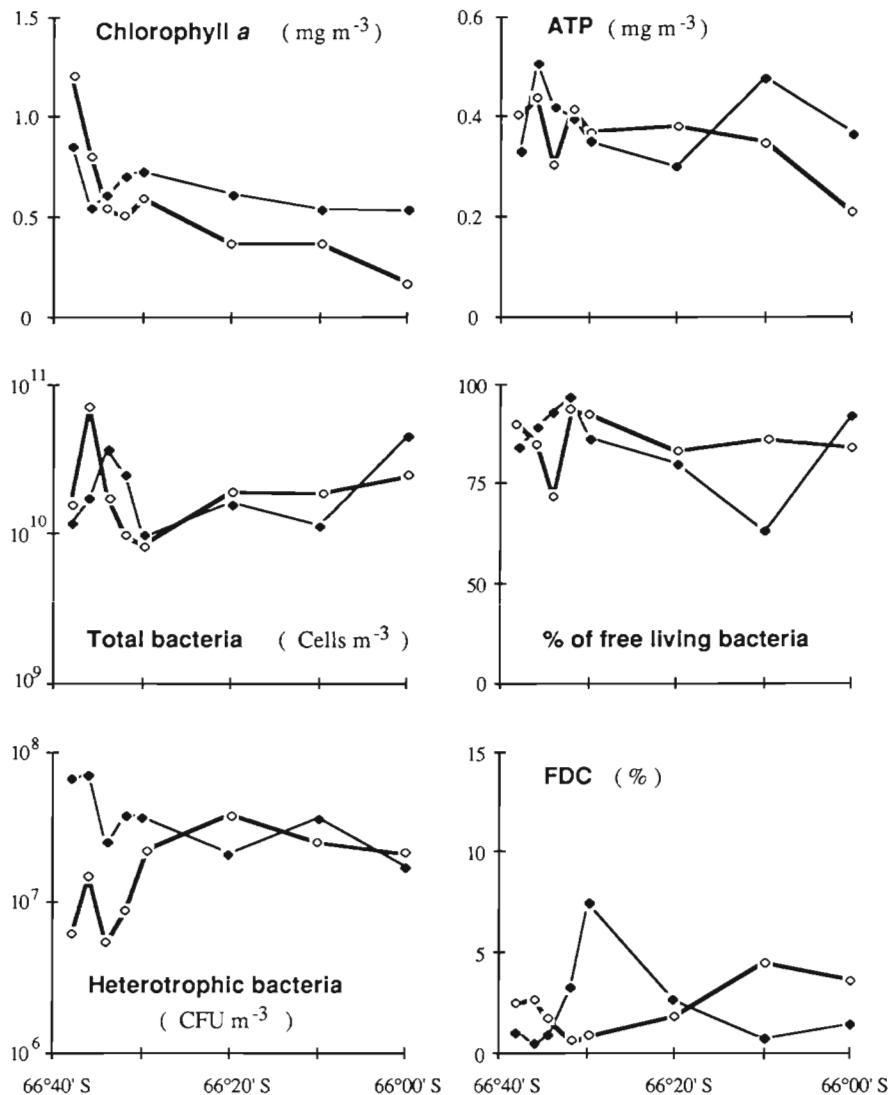 1.5
Chlorophyll a ( mg m⁻³ )
1.0
0.5
0
0.6
ATP ( mg m⁻³ )
0.4
0.2
0
10¹¹
10¹⁰
Total bacteria ( Cells m⁻³ )
10⁹
100
75
50
% of free living bacteria
0
10⁸
10⁷
Heterotrophic bacteria
( CFU m⁻³ )
10⁶
66°40' S 66°20' S 66°00' S
15
FDC ( % )
10
5
0
66°40' S 66°20' S 66°00' S